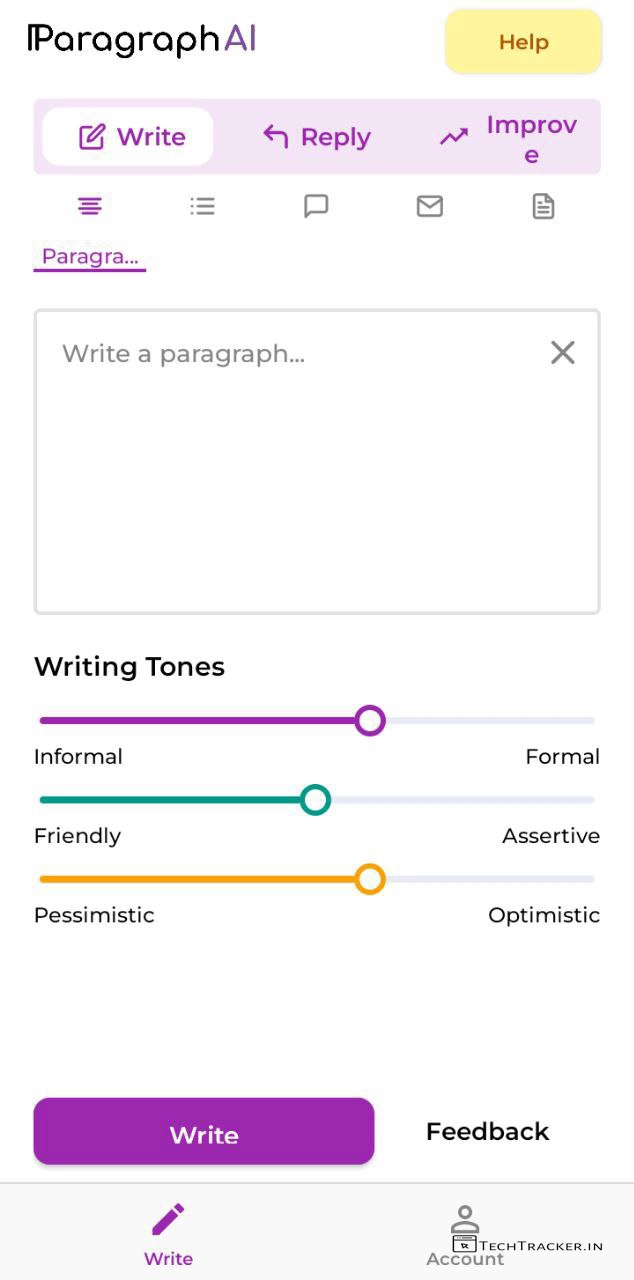 ParagraphAI
Help
Write
Reply
Improv
e
Paragra...
Write a paragraph...
Writing Tones
Informal
Formal
Friendly
Assertive
Pessimistic
Optimistic
Write
Feedback
Write
Account
TechTracker.in